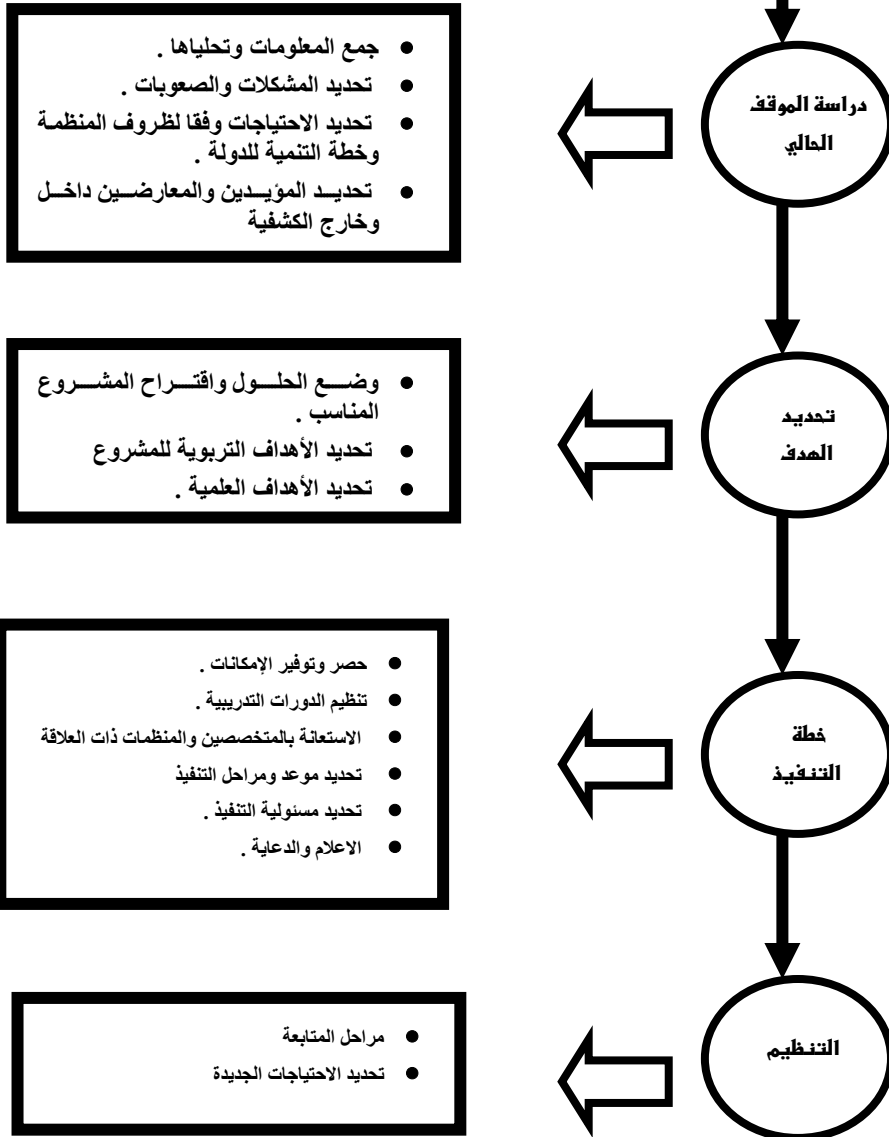 دراسة الموقف
الحالي
● جمع المعلومات وتحلياها .
● تحديد المشكلات والصعوبات .
● تحديد الاحتياجات وفقا لظروف المنظمة
وخطة التنمية للدولة .
● تحديد المؤيدين والمعارضين داخل
وخارج الكشفية
تحديد
الهدف
● وضع الحلول واقتراح المشروع
المناسب .
● تحديد الأهداف التربوية للمشروع
● تحديد الأهداف العلمية .
خطة
التنفيذ
● حصر وتوفير الإمكانات .
● تنظيم الدورات التدريبية .
● الاستعانة بالمتخصصين والمنظمات ذات العلاقة
● تحديد موعد ومراحل التنفيذ
● تحديد مسئولية التنفيذ .
● الاعلام والدعاية .
التنظيم
● مراحل المتابعة
● تحديد الاحتياجات الجديدة